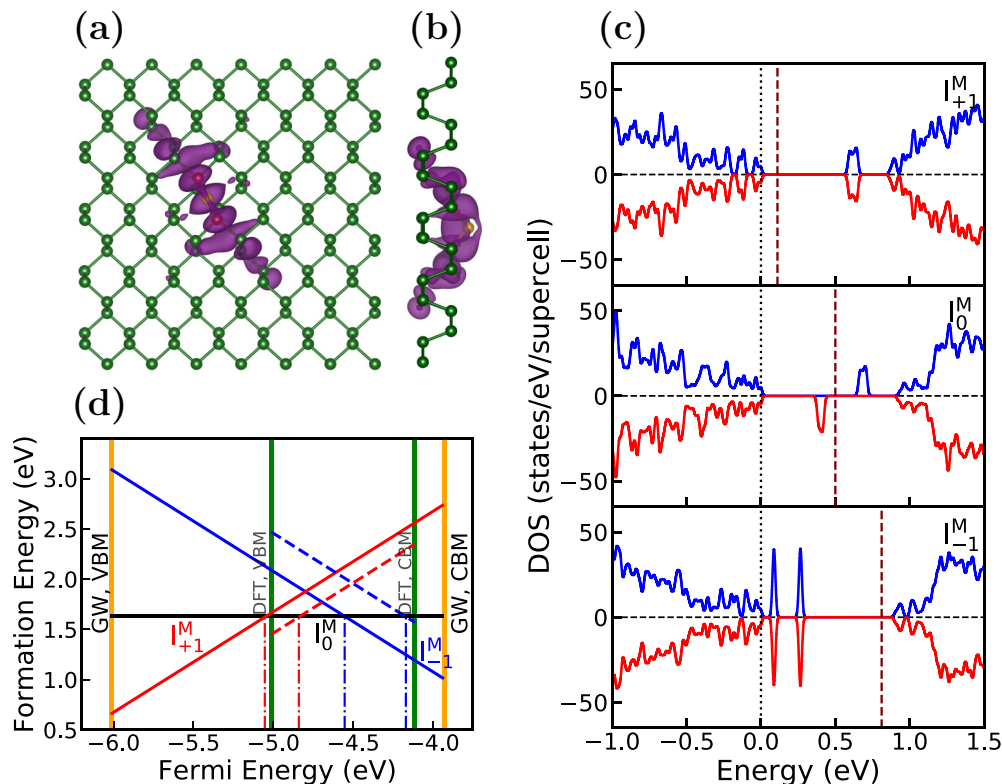 (a)
(b)
(c)
50
0
−50
I^M_{+1}
50
0
−50
I^M_0
50
0
−50
I^M_{−1}
DOS (states/eV/supercell)
−1.0 −0.5 0.0 0.5 1.0 1.5
Energy (eV)
(d)
Formation Energy (eV)
3.0
2.5
2.0
1.5
1.0
0.5
GW, VBM
DFT, VBM
DFT, CBM
GW, CBM
I^M_{+1}
I^M_0
I^M_{−1}
−6.0 −5.5 −5.0 −4.5 −4.0
Fermi Energy (eV)